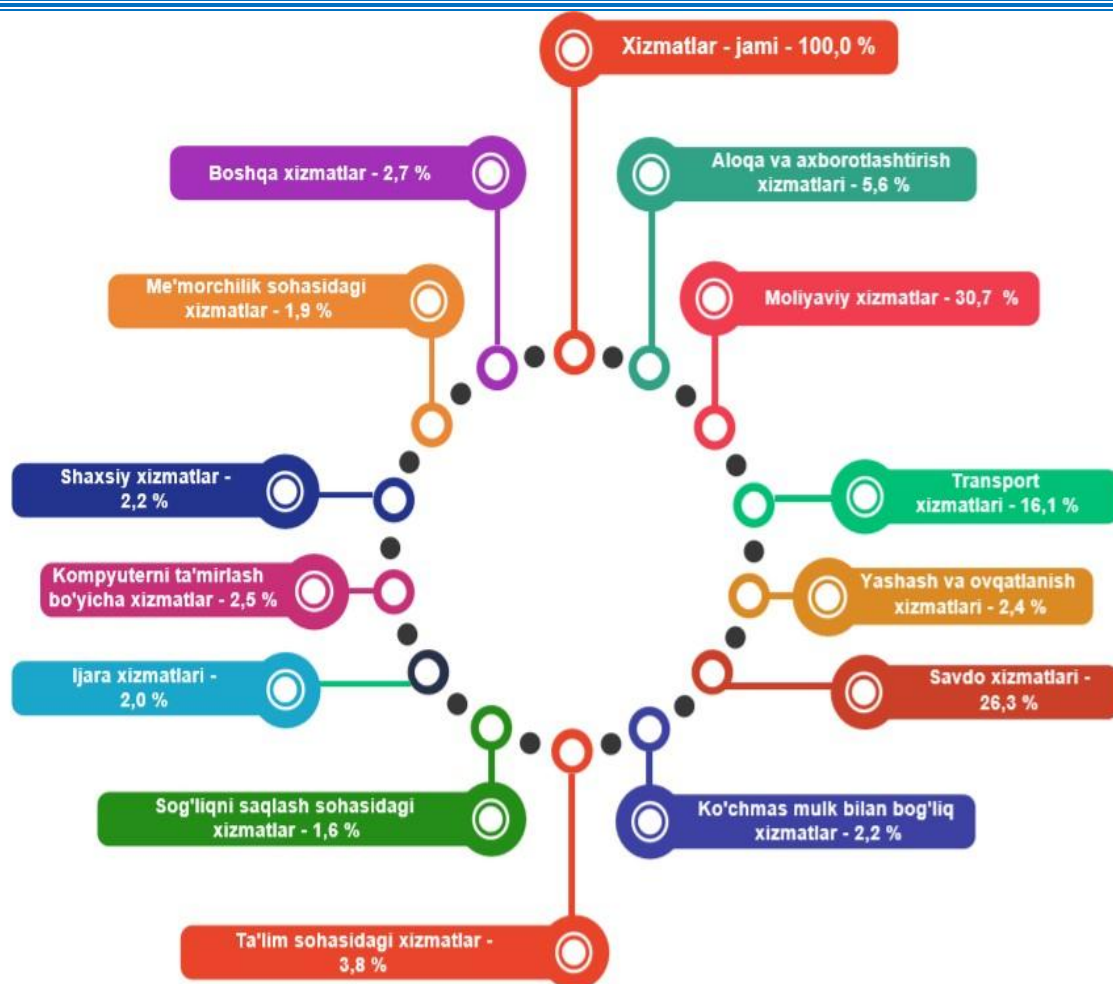 Xizmatlar - jami - 100,0 %
Boshqa xizmatlar - 2,7 %
Aloqa va axborotlashtirish
xizmatlari - 5,6 %
Me'morchilik sohasidagi
xizmatlar - 1,9 %
Moliyaviy xizmatlar - 30,7 %
Shaxsiy xizmatlar -
2,2 %
Transport
xizmatlari - 16,1 %
Kompyuterni ta'mirlash
bo'yicha xizmatlar - 2,5 %
Yashash va ovqatlanish
xizmatlari - 2,4 %
Ijara xizmatlari -
2,0 %
Savdo xizmatlari -
26,3 %
Sog'liqni saqlash sohasidagi
xizmatlar - 1,6 %
Ko'chmas mulk bilan bog'liq
xizmatlar - 2,2 %
Ta'lim sohasidagi xizmatlar -
3,8 %